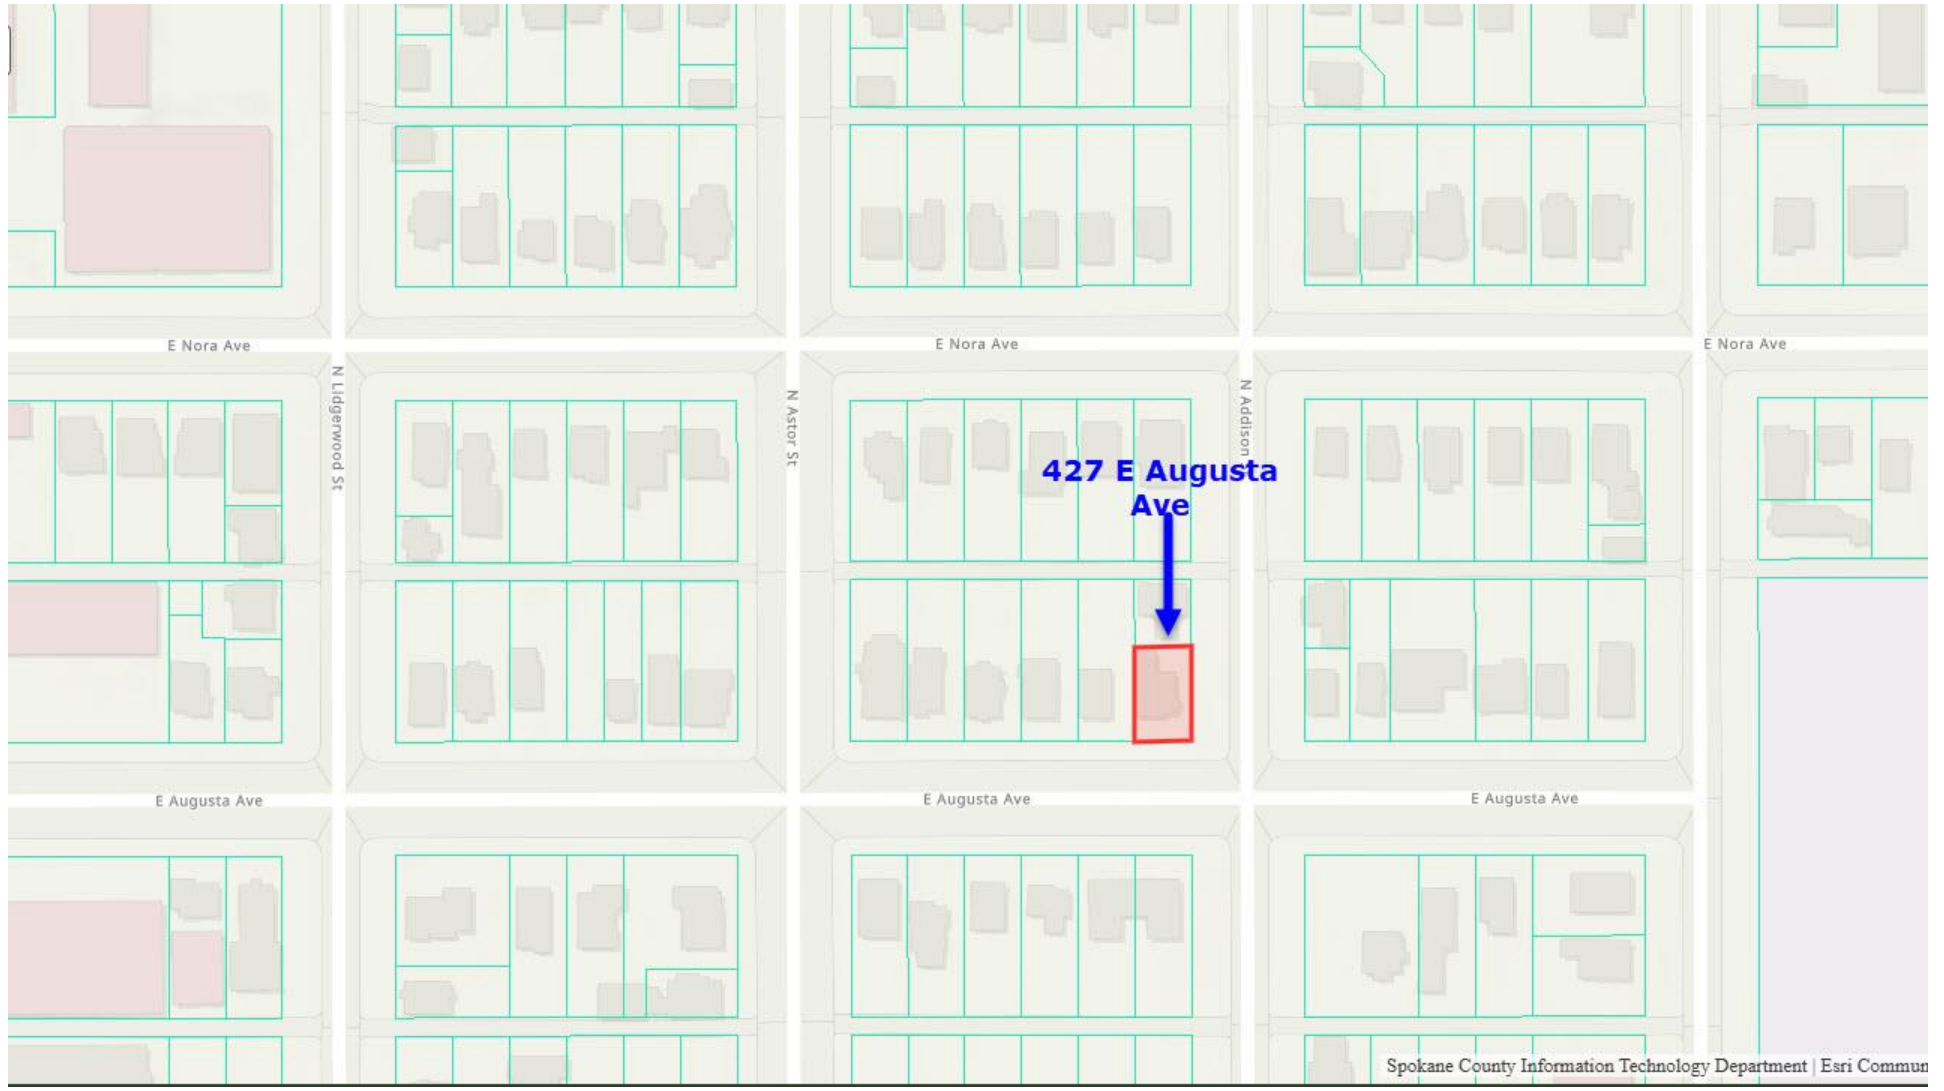 E Nora Ave
E Nora Ave
E Nora Ave
N Lidgerwood St
N Astor St
N Addison
427 E Augusta
Ave
E Augusta Ave
E Augusta Ave
E Augusta Ave
Spokane County Information Technology Department | Esri Commun